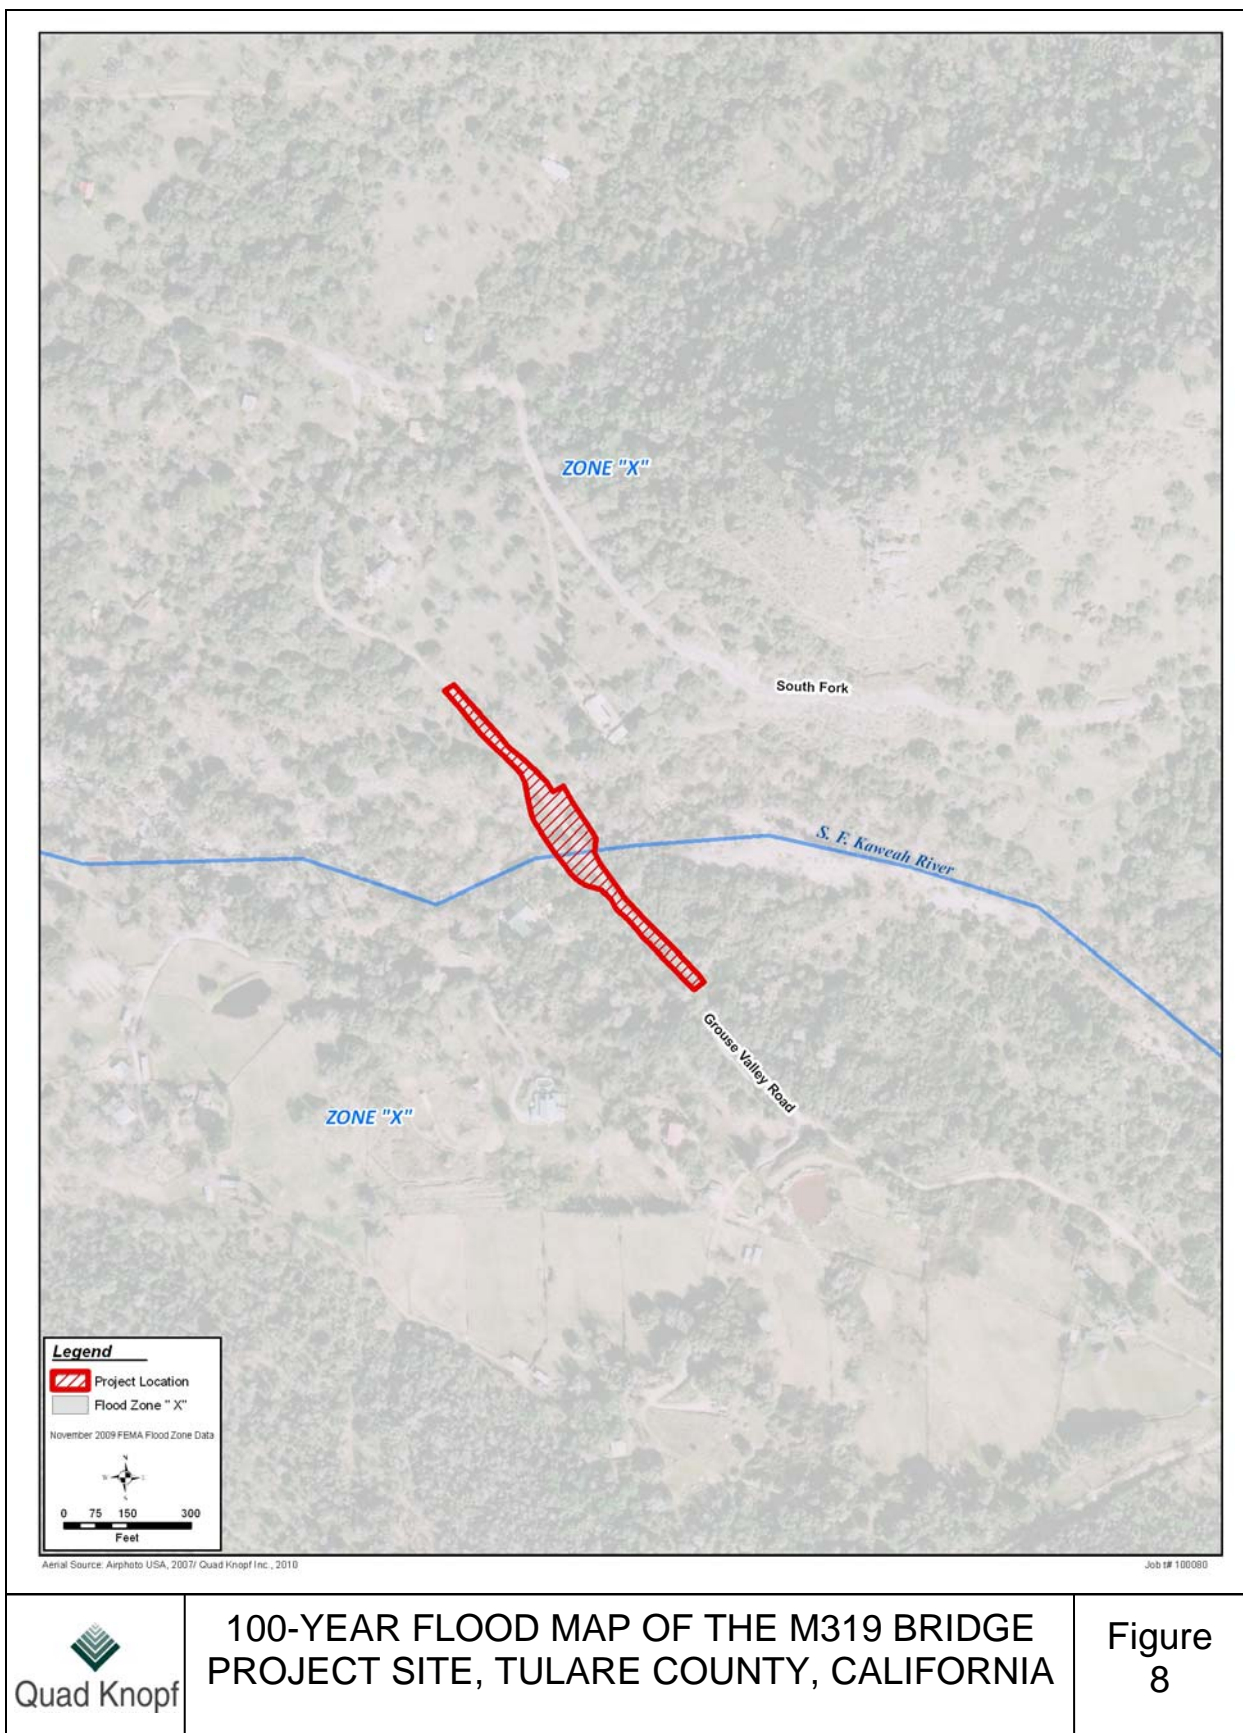 ZONE "X"
South Fork
S. F. Kaweah River
Grouse Valley Road
ZONE "X"
Legend
Project Location
Flood Zone " X"
November 2009 FEMA Flood Zone Data
N
W E
S
0 75 150 300
Feet
Aerial Source: Airphoto USA, 2007/ Quad Knopf Inc., 2010
Job t# 100080
Quad Knopf
100-YEAR FLOOD MAP OF THE M319 BRIDGE
PROJECT SITE, TULARE COUNTY, CALIFORNIA
Figure
8